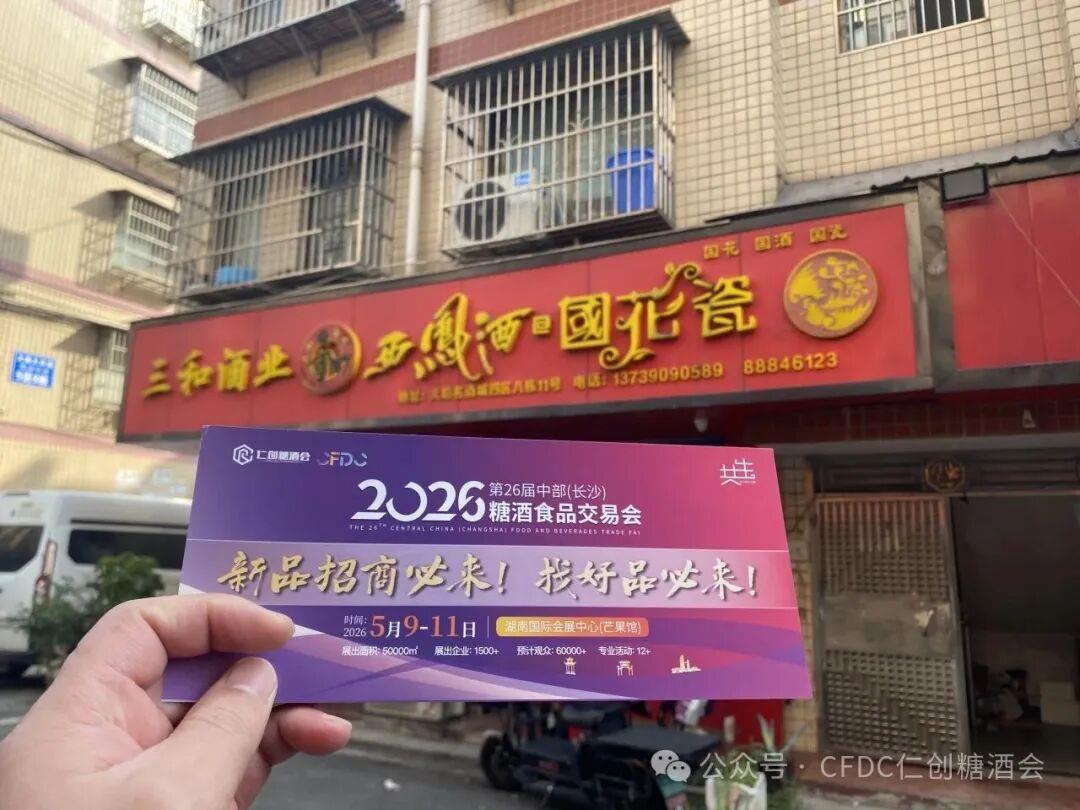 国花 国酒 国瓷
三和酒业 西鳳酒 國花瓷
电话：13739090589 88846123
仁创糖酒会 CFDC
共生
2026 第26届中部(长沙)
糖酒食品交易会
THE 26TH CENTRAL CHINA (CHANGSHA) FOOD AND BEVERAGES TRADE FAI
新品招商必来！找好品必来！
时间：2026 5月9-11日 湖南国际会展中心(芒果馆)
展出面积：50000㎡ 展出企业：1500+ 预计观众：60000+ 专业活动：12+
公众号 · CFDC仁创糖酒会